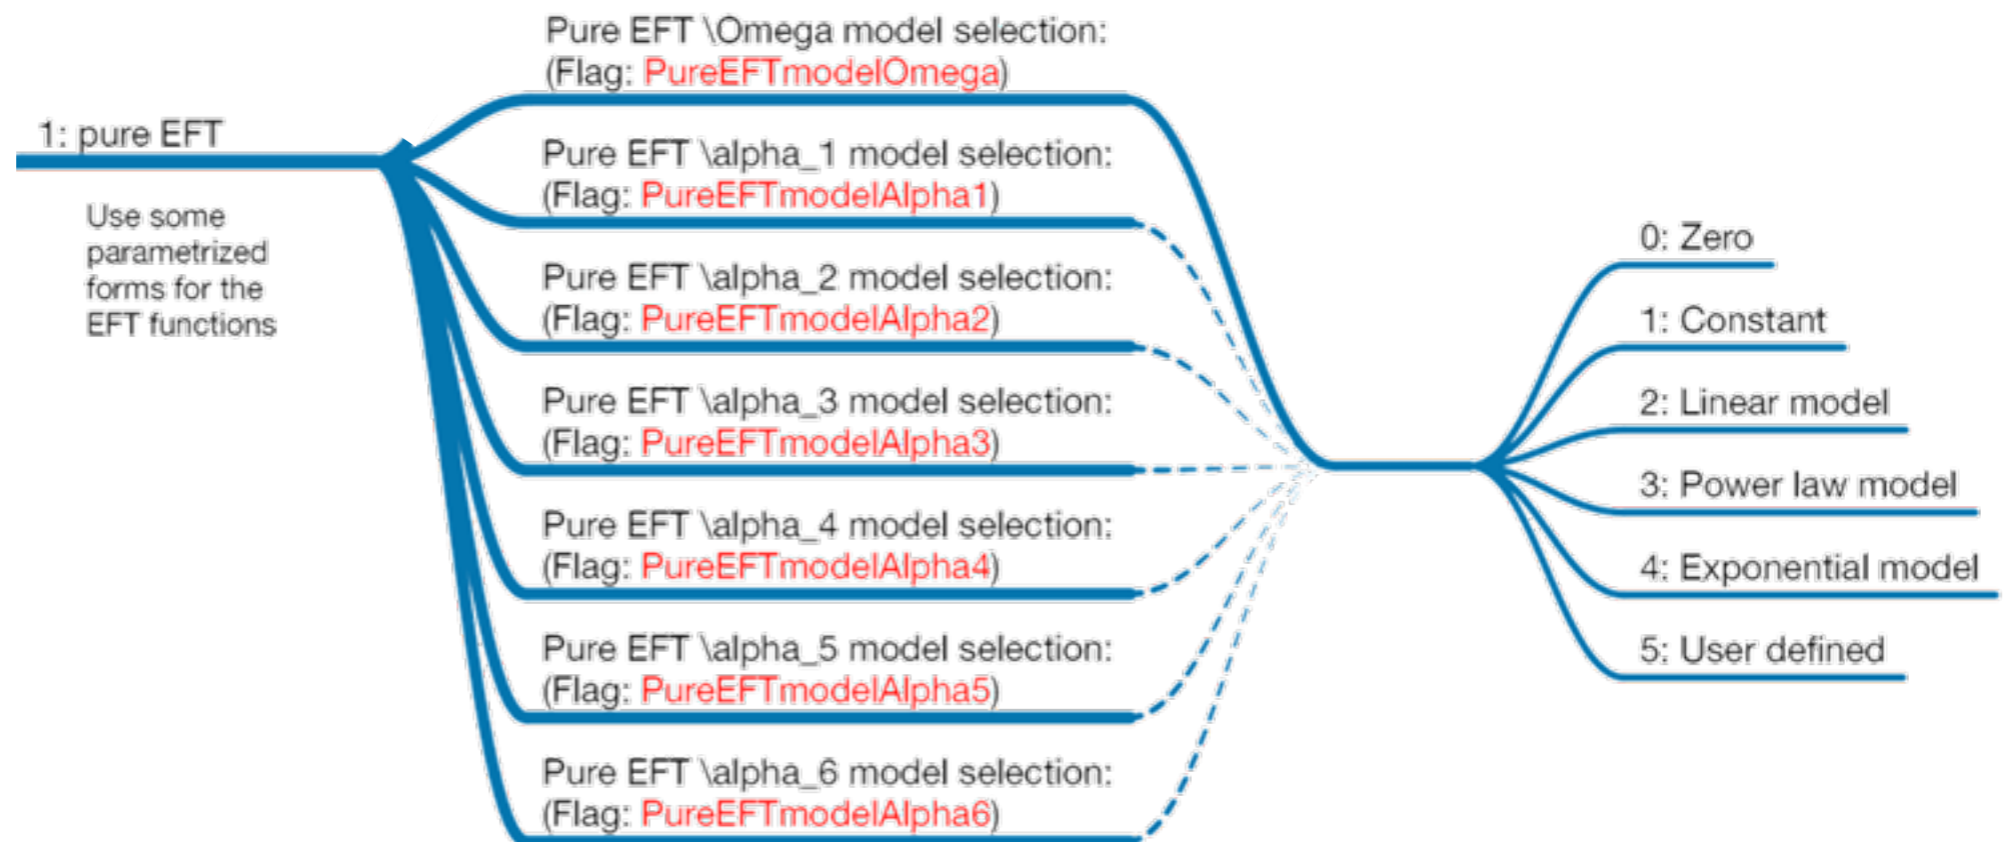 1: pure EFT
Use some
parametrized
forms for the
EFT functions
Pure EFT \Omega model selection:
(Flag: PureEFTmodelOmega)
Pure EFT \alpha_1 model selection:
(Flag: PureEFTmodelAlpha1)
Pure EFT \alpha_2 model selection:
(Flag: PureEFTmodelAlpha2)
Pure EFT \alpha_3 model selection:
(Flag: PureEFTmodelAlpha3)
Pure EFT \alpha_4 model selection:
(Flag: PureEFTmodelAlpha4)
Pure EFT \alpha_5 model selection:
(Flag: PureEFTmodelAlpha5)
Pure EFT \alpha_6 model selection:
(Flag: PureEFTmodelAlpha6)
0: Zero
1: Constant
2: Linear model
3: Power law model
4: Exponential model
5: User defined